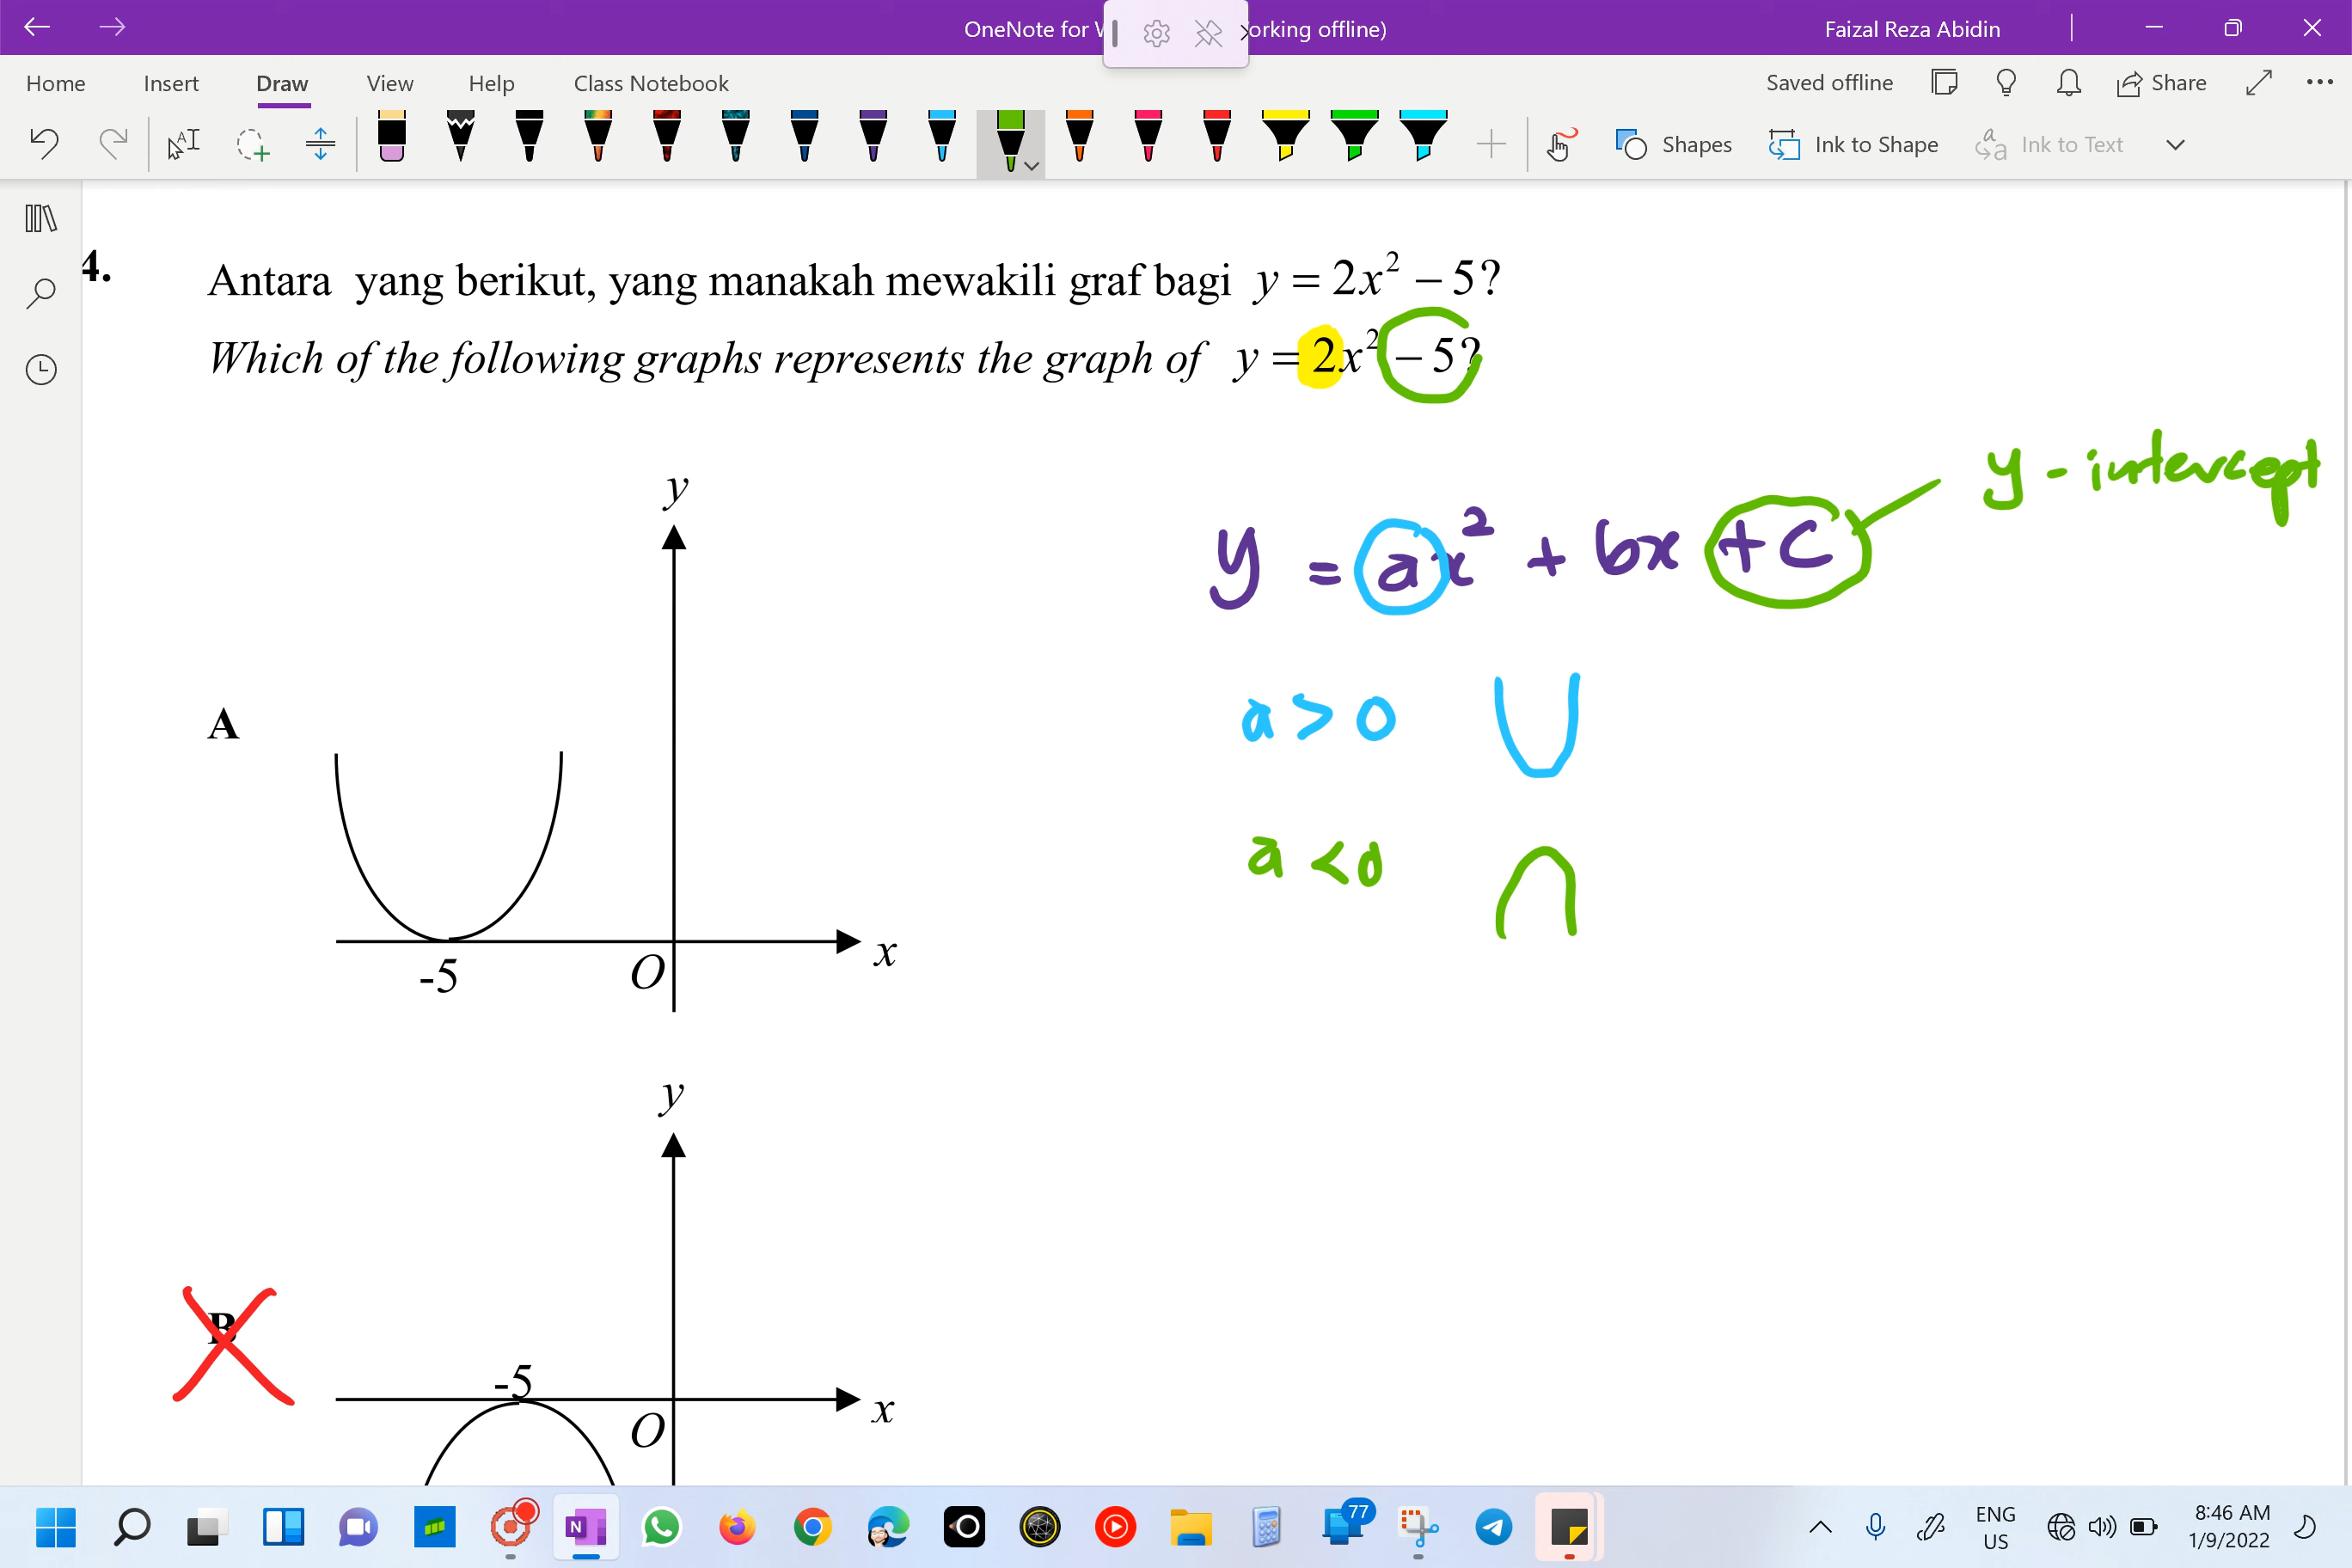 OneNote for W
orking offline)
Faizal Reza Abidin
Home Insert Draw View Help Class Notebook
Saved offline
Share
Shapes
Ink to Shape
Ink to Text
4. Antara yang berikut, yang manakah mewakili graf bagi y = 2x² − 5?
Which of the following graphs represents the graph of y = 2x² − 5?
y - intercept
y = ax² + bx + c
a > 0
a < 0
y
A
-5
O
x
y
B
-5
O
x
77
ENG
US
8:46 AM
1/9/2022